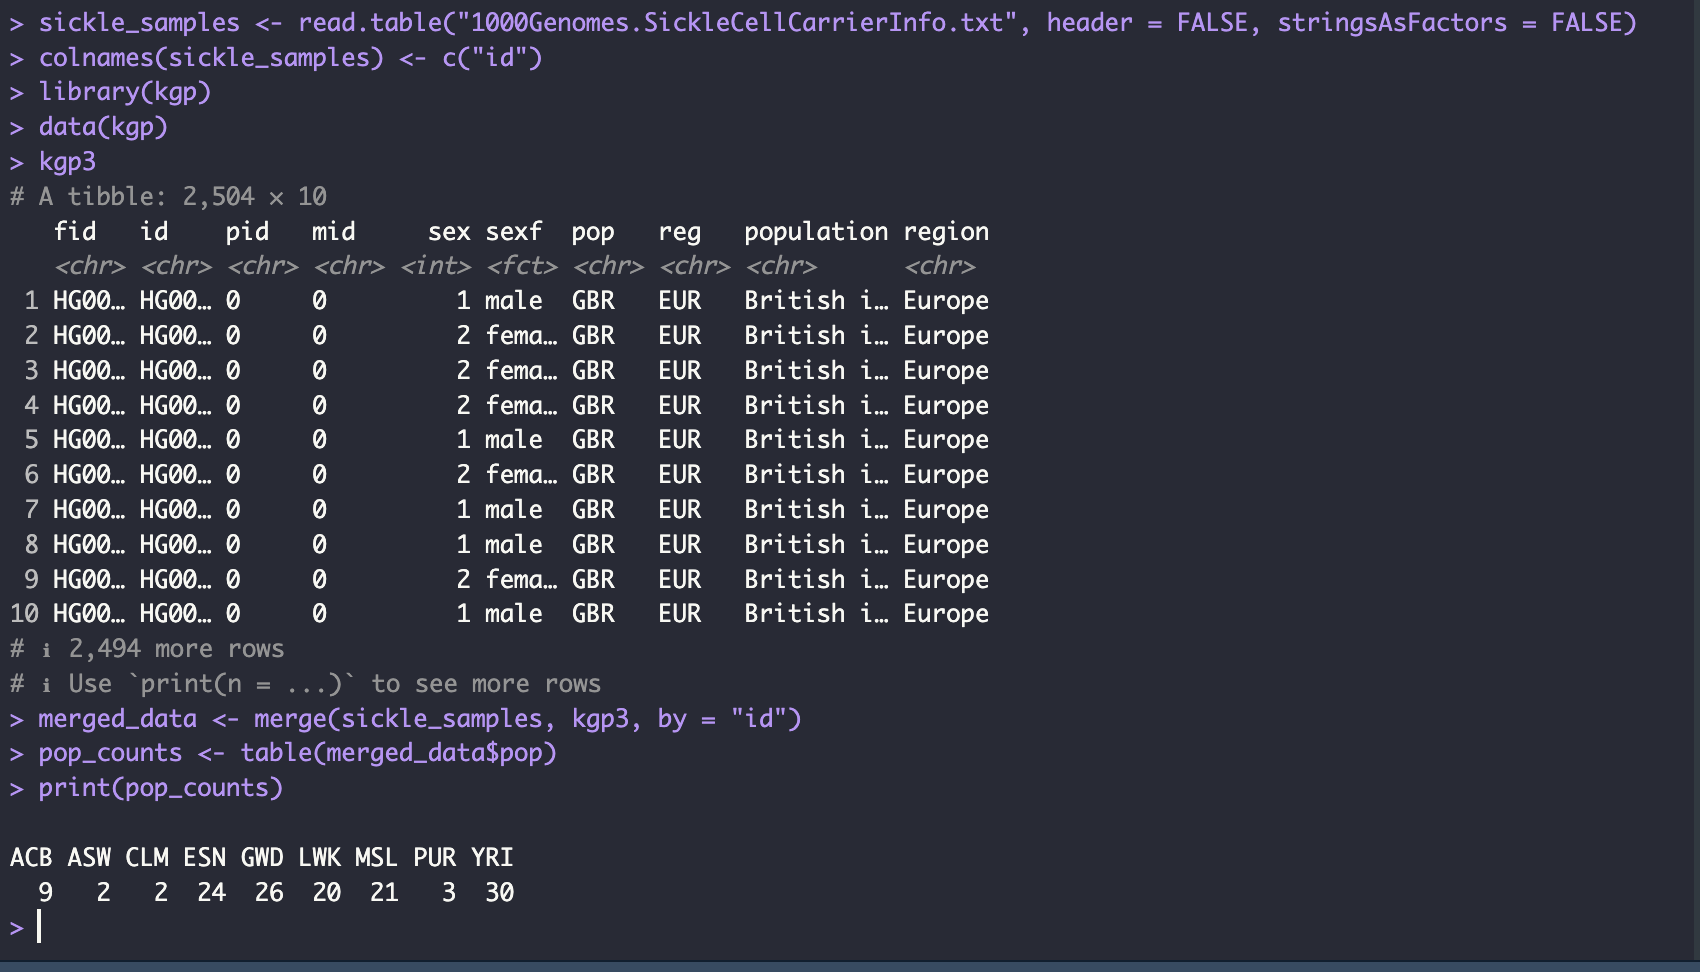 > sickle_samples <- read.table("1000Genomes.SickleCellCarrierInfo.txt", header = FALSE, stringsAsFactors = FALSE)
> colnames(sickle_samples) <- c("id")
> library(kgp)
> data(kgp)
> kgp3
# A tibble: 2,504 × 10
   fid   id    pid   mid     sex sexf  pop   reg   population region
   <chr> <chr> <chr> <chr> <int> <fct> <chr> <chr> <chr>      <chr>
 1 HG00… HG00… 0     0         1 male  GBR   EUR   British i… Europe
 2 HG00… HG00… 0     0         2 fema… GBR   EUR   British i… Europe
 3 HG00… HG00… 0     0         2 fema… GBR   EUR   British i… Europe
 4 HG00… HG00… 0     0         2 fema… GBR   EUR   British i… Europe
 5 HG00… HG00… 0     0         1 male  GBR   EUR   British i… Europe
 6 HG00… HG00… 0     0         2 fema… GBR   EUR   British i… Europe
 7 HG00… HG00… 0     0         1 male  GBR   EUR   British i… Europe
 8 HG00… HG00… 0     0         1 male  GBR   EUR   British i… Europe
 9 HG00… HG00… 0     0         2 fema… GBR   EUR   British i… Europe
10 HG00… HG00… 0     0         1 male  GBR   EUR   British i… Europe
# ℹ 2,494 more rows
# ℹ Use `print(n = ...)` to see more rows
> merged_data <- merge(sickle_samples, kgp3, by = "id")
> pop_counts <- table(merged_data$pop)
> print(pop_counts)

ACB ASW CLM ESN GWD LWK MSL PUR YRI
  9   2   2  24  26  20  21   3  30
>